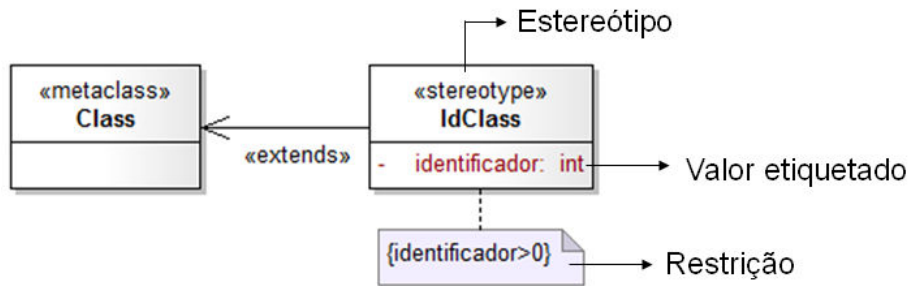 Estereótipo
«metaclass»
Class
«stereotype»
IdClass
«extends»
- identificador: int
Valor etiquetado
{identificador>0}
Restrição